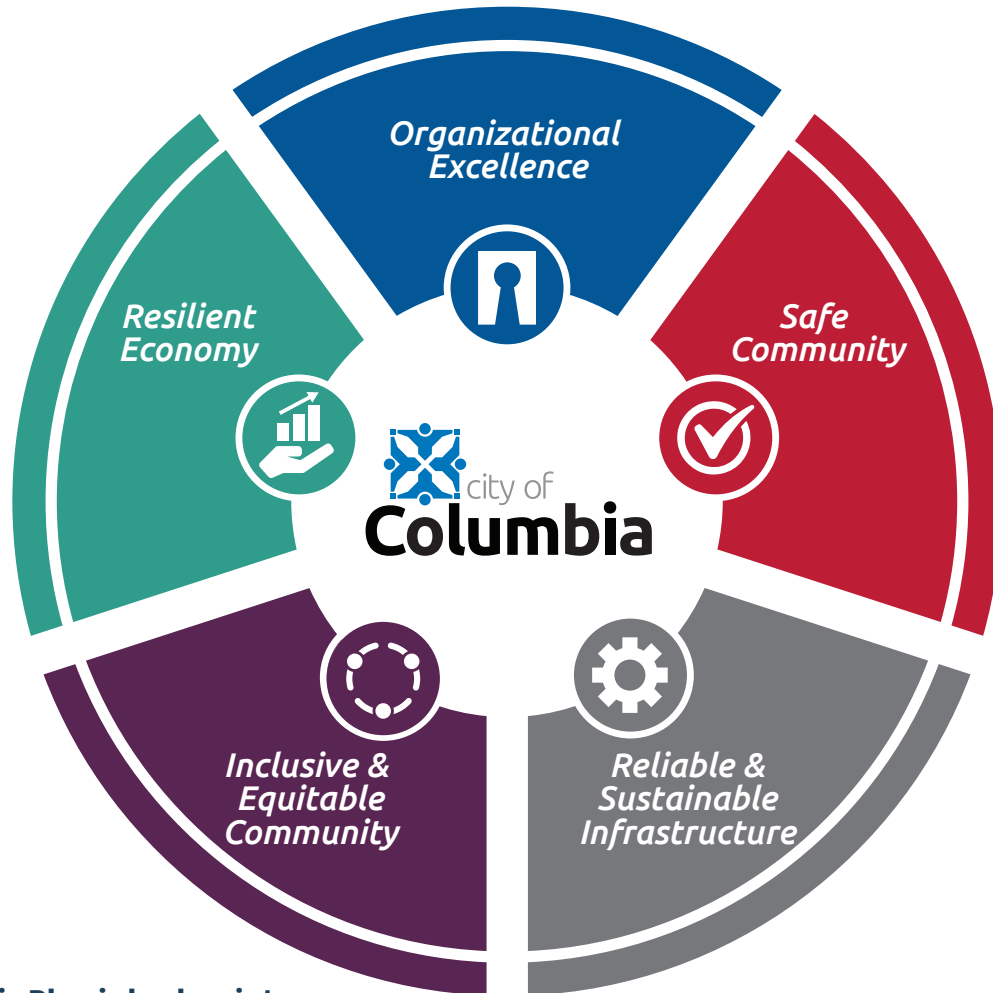 Organizational
Excellence
Resilient
Economy
Safe
Community
city of
Columbia
Inclusive &
Equitable
Community
Reliable &
Sustainable
Infrastructure